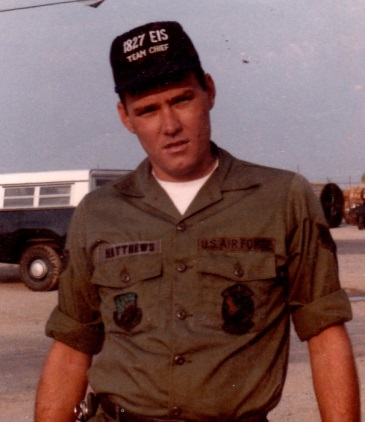 1827 EIS
TEAM CHIEF
MATTHEWS
U.S. AIR FORCE